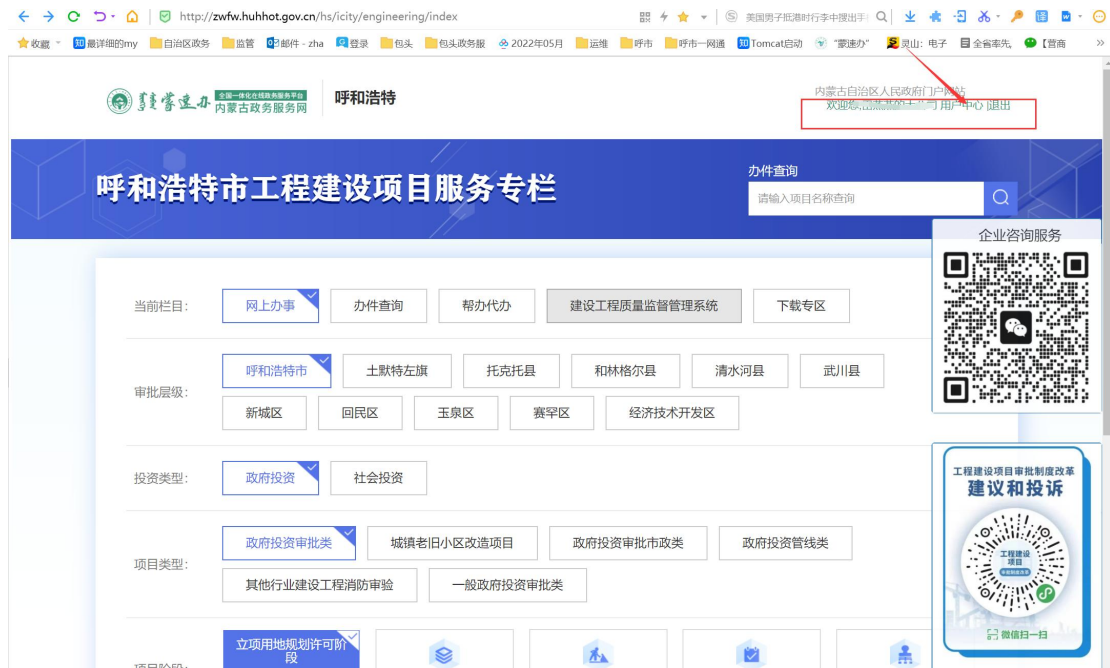 http://zwfw.huhhot.gov.cn/hs/icity/engineering/index
美国男子抵港时行李中搜出手
收藏 最详细的my 自治区政务 监管 邮件 - zha 登录 包头 包头政务服 2022年05月 运维 呼市 呼市一网通 Tomcat启动 “蒙速办” 灵山：电子 全省率先, 【营商
蒙速办 全国一体化在线政务服务平台
内蒙古政务服务网
呼和浩特
内蒙古自治区人民政府门户网站
欢迎您, 用户中心 |退出
呼和浩特市工程建设项目服务专栏
办件查询
请输入项目名称查询
企业咨询服务
当前栏目： 网上办事 办件查询 帮办代办 建设工程质量监督管理系统 下载专区
审批层级： 呼和浩特市 土默特左旗 托克托县 和林格尔县 清水河县 武川县
新城区 回民区 玉泉区 赛罕区 经济技术开发区
投资类型： 政府投资 社会投资
项目类型： 政府投资审批类 城镇老旧小区改造项目 政府投资审批市政类 政府投资管线类
其他行业建设工程消防审验 一般政府投资审批类
项目阶段： 立项用地规划许可阶
段
工程建设项目审批制度改革
建议和投诉
工程建设
项目
微信扫一扫